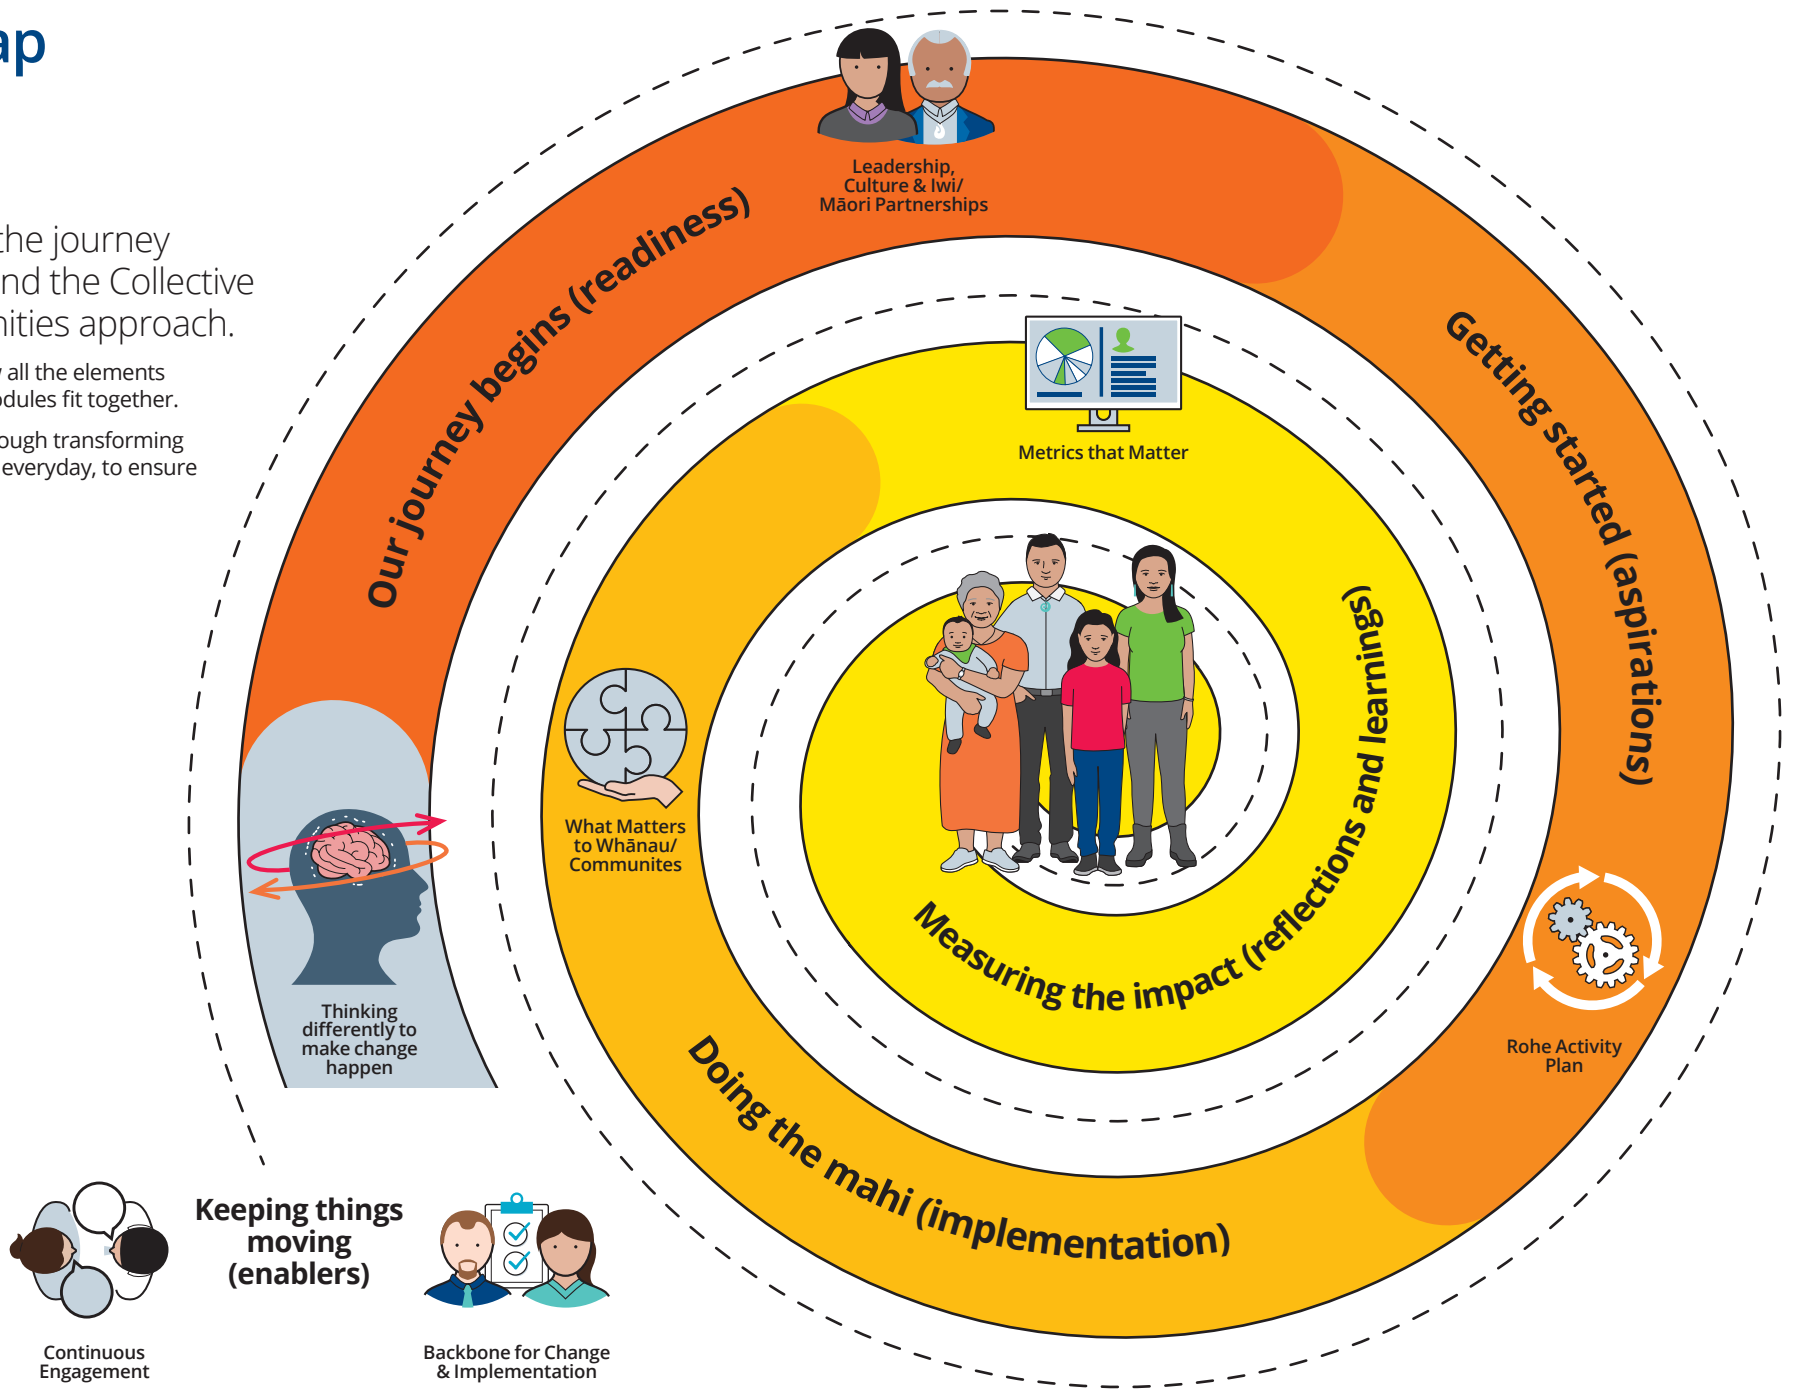 ap
the journey
nd the Collective
nities approach.
all the elements
odules fit together.
ough transforming
everyday, to ensure
Leadership,
Culture & Iwi/
Māori Partnerships
Our journey begins (readiness)
Getting started (aspirations)
Metrics that Matter
Measuring the impact (reflections and learnings)
What Matters
to Whānau/
Communites
Thinking
differently to
make change
happen
Rohe Activity
Plan
Doing the mahi (implementation)
Keeping things
moving
(enablers)
Continuous
Engagement
Backbone for Change
& Implementation